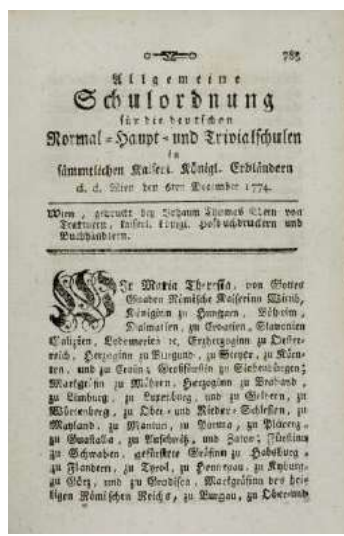 785
Allgemeine
Schulordnung
für die deutschen
Normal-Haupt- und Trivialschulen
in
sämmtlichen Kaiserl. Königl. Erbländern
d. d. Wien den 6ten December 1774.
Wien, gedruckt bey Johann Thomas Edlen von
Trattnern, kaiserl. königl. Hofbuchdruckern und
Buchhändlern.
Wir Maria Theresia, von Gottes
Gnaden Römische Kaiserinn Wittib,
Königinn zu Hungarn, Böheim,
Dalmatien, zu Croatien, Slavonien
Galizien, Lodomerien ꝛc, Erzherzoginn zu Oester-
reich, Herzoginn zu Burgund, zu Steyer, zu Kärn-
ten, und zu Crain; Großfürstin zu Siebenbürgen;
Markgräfin zu Mähren, Herzoginn zu Braband,
zu Limburg, zu Luxenburg, und zu Geldern, zu
Würtenberg, zu Ober- und Nieder-Schlesien, zu
Mayland, zu Mantua, zu Parma, zu Placenz,
zu Guastalla, zu Auschwitz, und Zator; Fürstinn
zu Schwaben, gefürstete Gräfinn zu Habsburg,
zu Flandern, zu Tyrol, zu Hennegau, zu Kyburg,
zu Görz, und zu Gradisca, Markgräfinn des hei-
ligen Römischen Reichs, zu Burgau, zu Ober-und